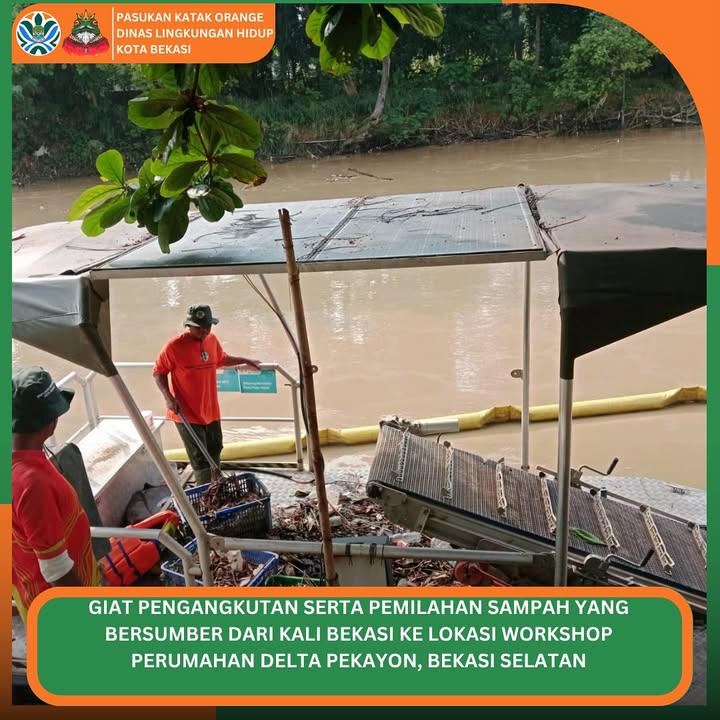 PASUKAN KATAK ORANGE
DINAS LINGKUNGAN HIDUP
KOTA BEKASI
GIAT PENGANGKUTAN SERTA PEMILAHAN SAMPAH YANG
BERSUMBER DARI KALI BEKASI KE LOKASI WORKSHOP
PERUMAHAN DELTA PEKAYON, BEKASI SELATAN